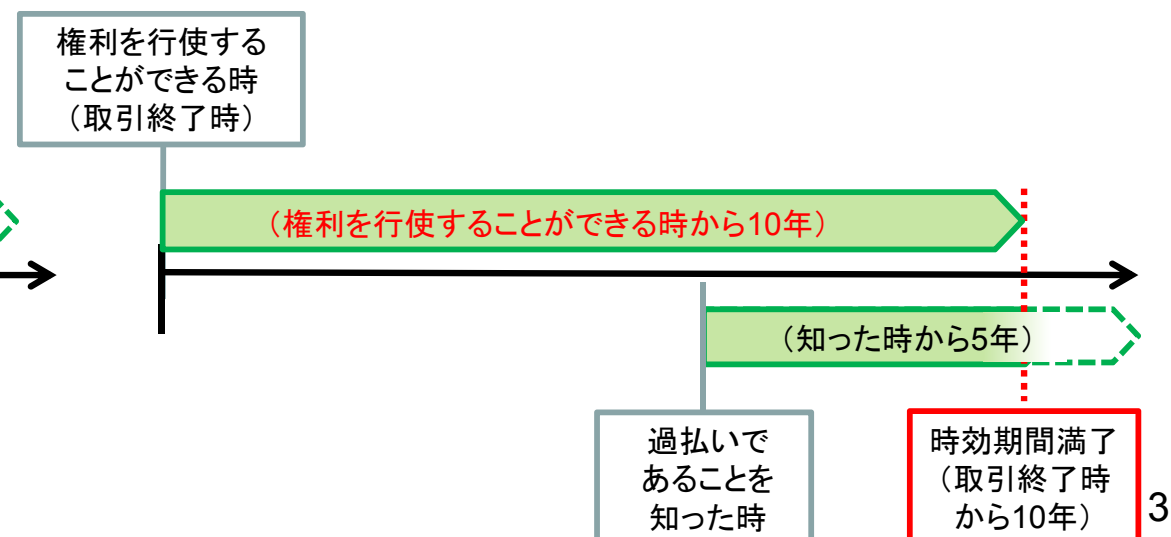 権利を行使する
ことができる時
（取引終了時）
（権利を行使することができる時から10年）
（知った時から5年）
過払いで
あることを
知った時
時効期間満了
（取引終了時
から10年）
3